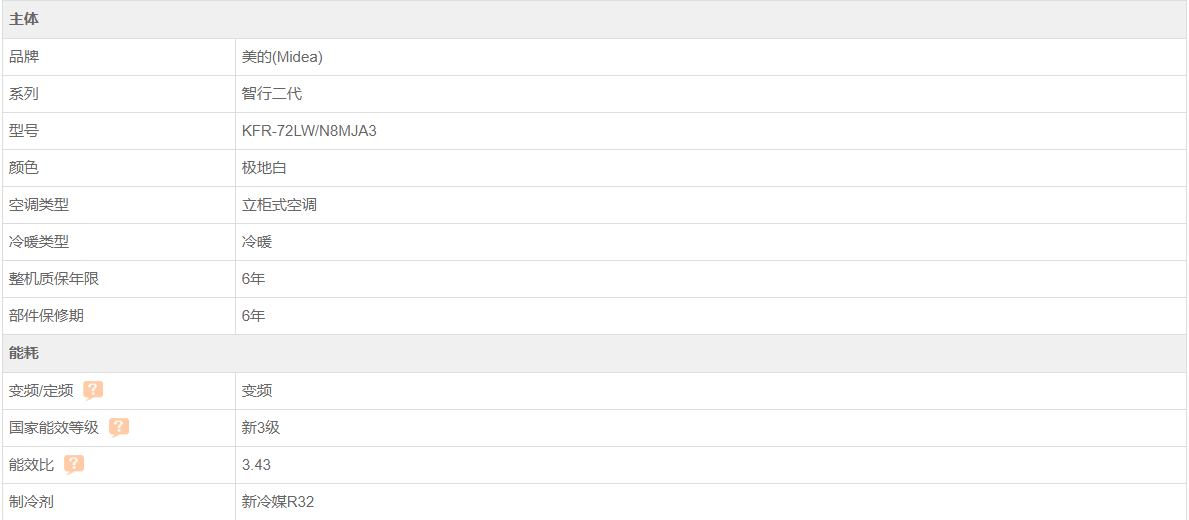 主体
品牌 美的(Midea)
系列 智行二代
型号 KFR-72LW/N8MJA3
颜色 极地白
空调类型 立柜式空调
冷暖类型 冷暖
整机质保年限 6年
部件保修期 6年
能耗
变频/定频 ? 变频
国家能效等级 ? 新3级
能效比 ? 3.43
制冷剂 新冷媒R32